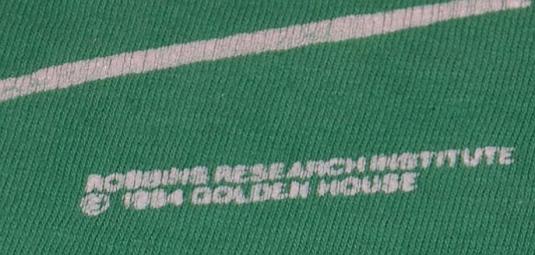 ROBBINS RESEARCH INSTITUTE
© 1984 GOLDEN HOUSE